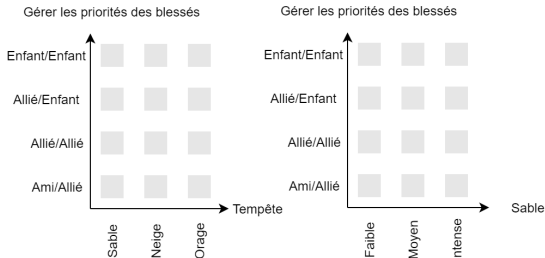 Gérer les priorités des blessés
Enfant/Enfant
Allié/Enfant
Allié/Allié
Ami/Allié
Tempête
Sable
Neige
Orage
Gérer les priorités des blessés
Enfant/Enfant
Allié/Enfant
Allié/Allié
Ami/Allié
Sable
Faible
Moyen
ntense